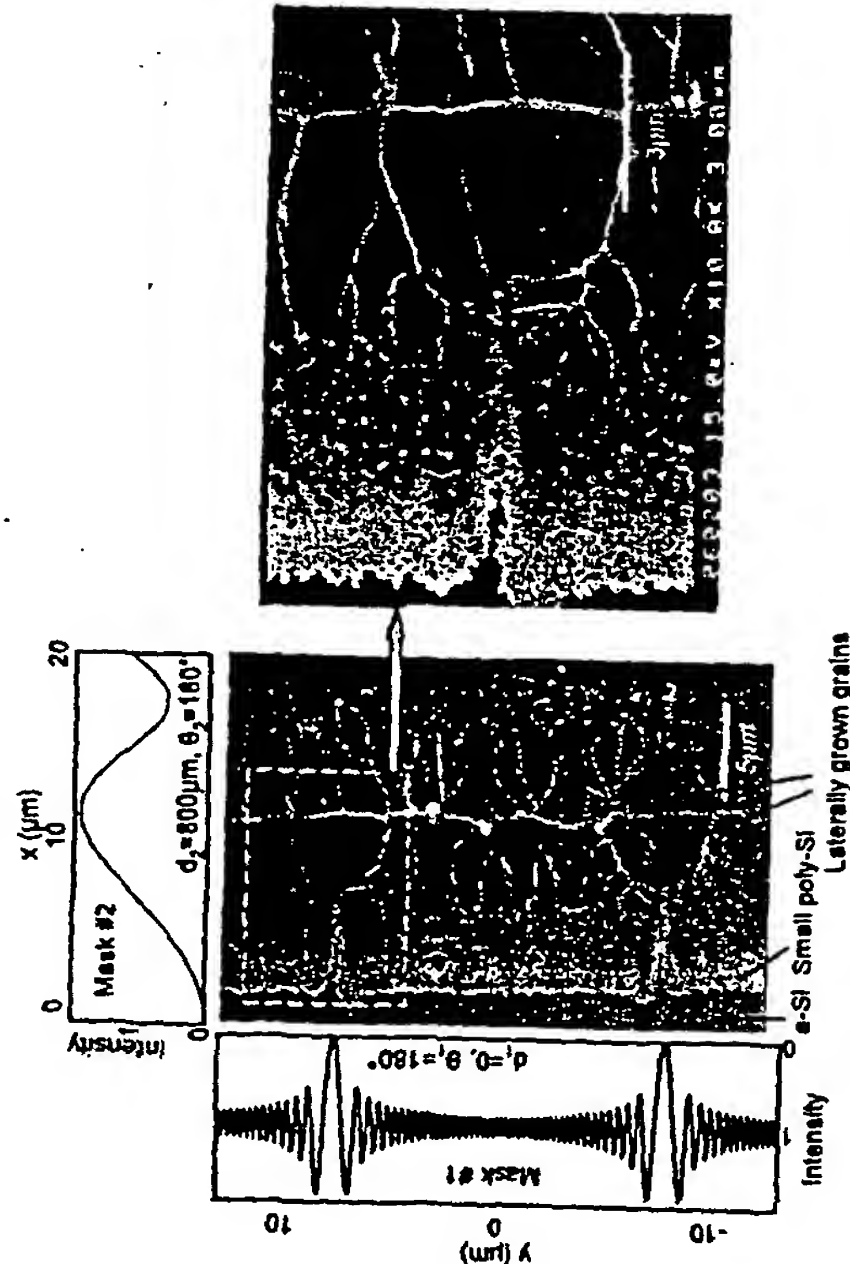 x (µm)
0
10
20
Mask #2
d₂=800µm, θ₂=180°
Intensity
1
0
3µm
5µm
a-Si
Small poly-Si
Laterally grown grains
Mask #1
d₁=0, θ₁=180°
Intensity
0
1
y (µm)
10
0
-10